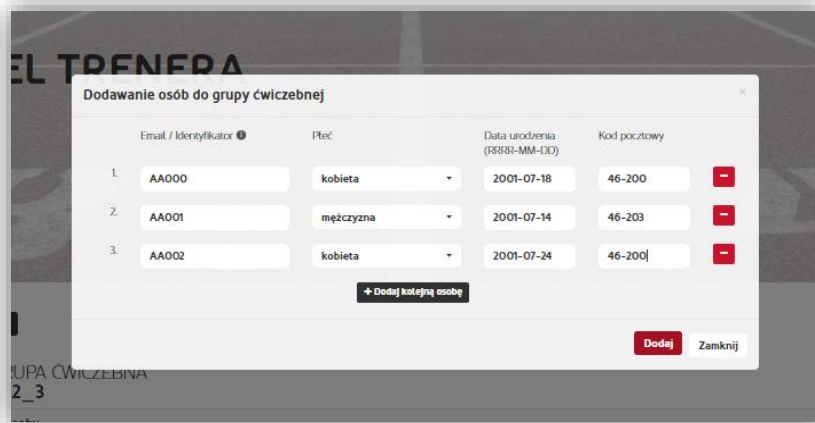 EL TRENERA
Dodawanie osób do grupy ćwiczebnej ×
Email / Identyfikator Płeć Data urodzenia (RRRR-MM-DD) Kod pocztowy
1. AA000 kobieta 2001-07-18 46-200
2. AA001 mężczyzna 2001-07-14 46-203
3. AA002 kobieta 2001-07-24 46-200
+ Dodaj kolejną osobę
Dodaj Zamknij
RUPA ĆWICZEBNA
2_3